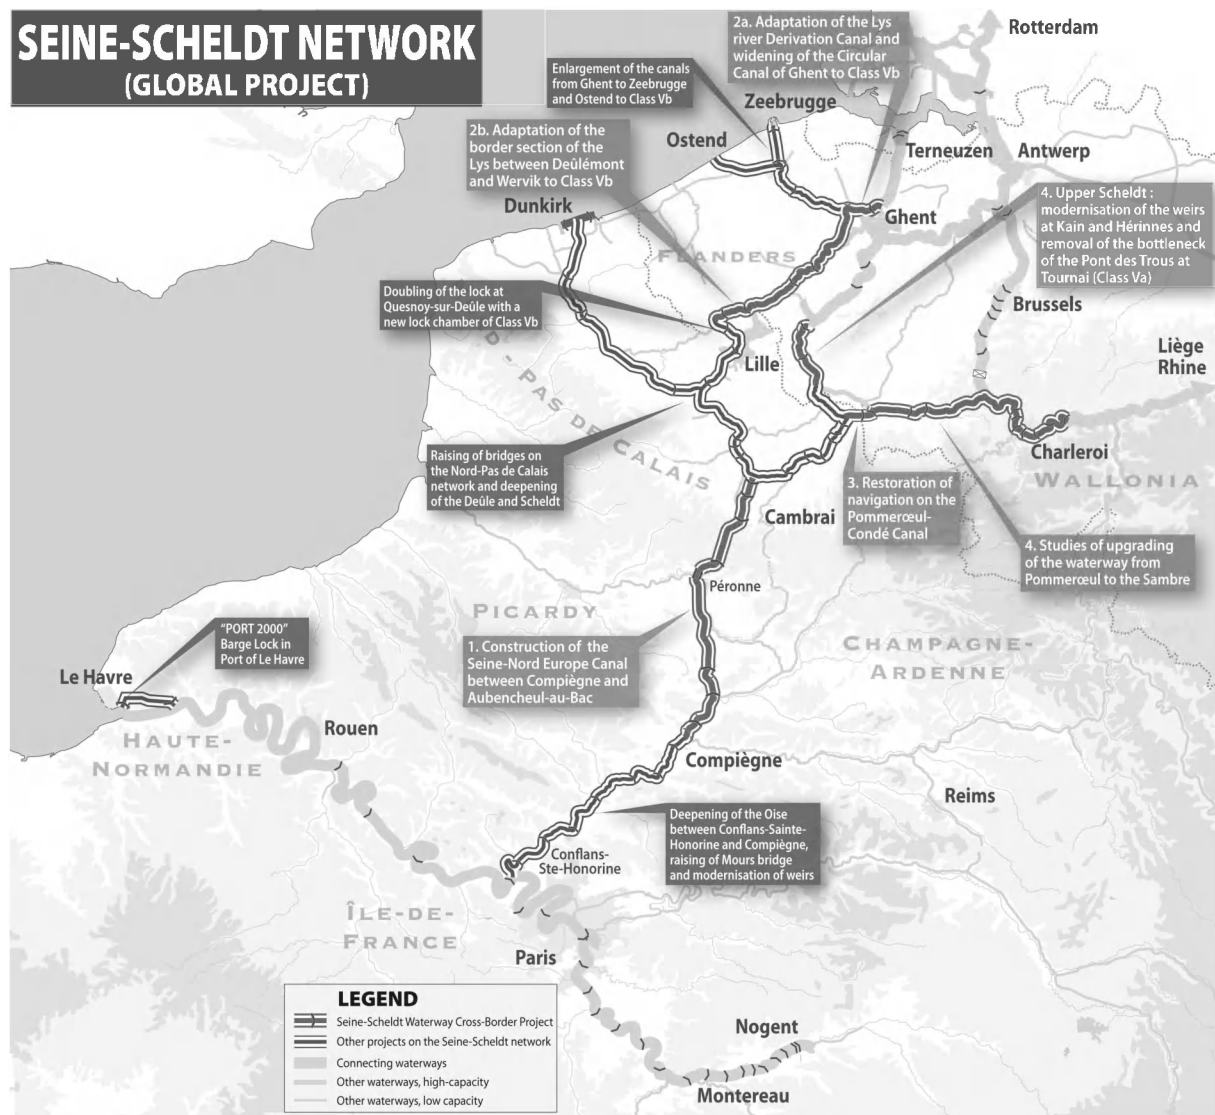 SEINE-SCHELDT NETWORK
(GLOBAL PROJECT)
2a. Adaptation of the Lys
river Derivation Canal and
widening of the Circular
Canal of Ghent to Class Vb
Rotterdam
Enlargement of the canals
from Ghent to Zeebrugge
and Ostend to Class Vb
Zeebrugge
2b. Adaptation of the
border section of the
Lys between Deûlémont
and Wervik to Class Vb
Ostend
Terneuzen
Antwerp
Dunkirk
Ghent
4. Upper Scheldt :
modernisation of the weirs
at Kain and Hérinnes and
removal of the bottleneck
of the Pont des Trous at
Tournai (Class Va)
FLANDERS
Doubling of the lock at
Quesnoy-sur-Deûle with a
new lock chamber of Class Vb
Brussels
Lille
Liège
Rhine
D - PAS DE CALAIS
Raising of bridges on
the Nord-Pas de Calais
network and deepening
of the Deûle and Scheldt
Charleroi
WALLONIA
Cambrai
3. Restoration of
navigation on the
Pommerœul-
Condé Canal
4. Studies of upgrading
of the waterway from
Pommerœul to the Sambre
Péronne
PICARDY
"PORT 2000"
Barge Lock in
Port of Le Havre
1. Construction of the
Seine-Nord Europe Canal
between Compiègne and
Aubencheul-au-Bac
CHAMPAGNE-
ARDENNE
Le Havre
Rouen
HAUTE-
NORMANDIE
Compiègne
Reims
Deepening of the Oise
between Conflans-Sainte-
Honorine and Compiègne,
raising of Mours bridge
and modernisation of weirs
Conflans-
Ste-Honorine
ÎLE-DE-
FRANCE
Paris
LEGEND
Seine-Scheldt Waterway Cross-Border Project
Other projects on the Seine-Scheldt network
Connecting waterways
Other waterways, high-capacity
Other waterways, low capacity
Nogent
Montereau